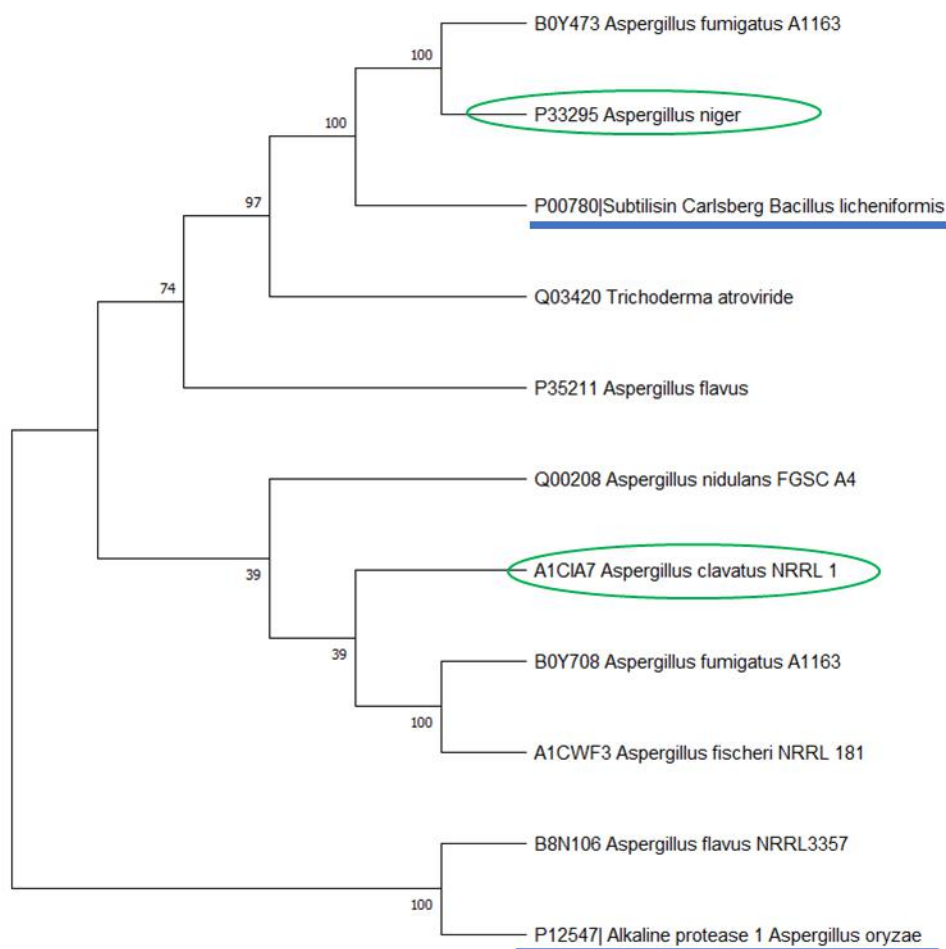 B0Y473 Aspergillus fumigatus A1163
100
P33295 Aspergillus niger
100
P00780|Subtilisin Carlsberg Bacillus licheniformis
97
Q03420 Trichoderma atroviride
74
P35211 Aspergillus flavus
Q00208 Aspergillus nidulans FGSC A4
39
A1CIA7 Aspergillus clavatus NRRL 1
39
B0Y708 Aspergillus fumigatus A1163
100
A1CWF3 Aspergillus fischeri NRRL 181
B8N106 Aspergillus flavus NRRL3357
100
P12547| Alkaline protease 1 Aspergillus oryzae